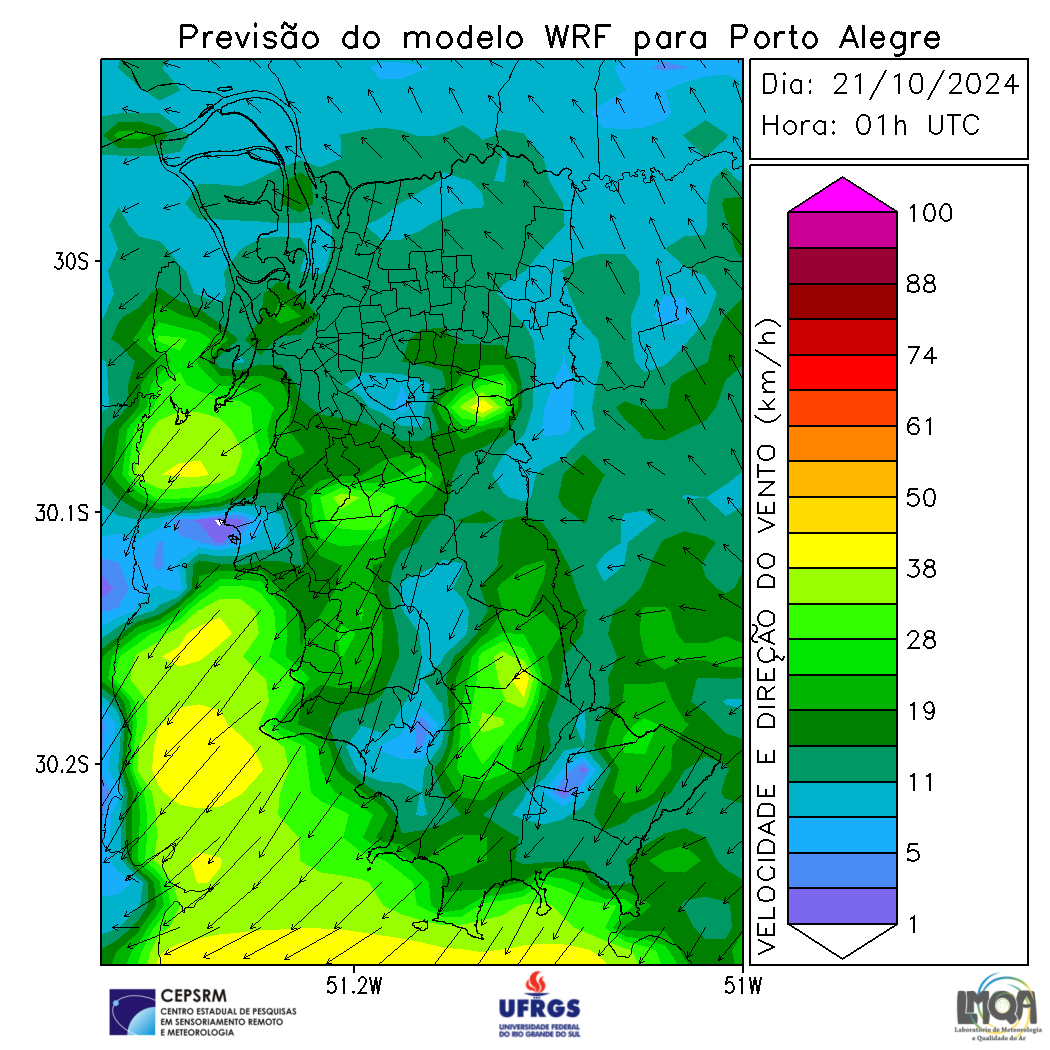 Previsão do modelo WRF para Porto Alegre
Dia: 21/10/2024
Hora: 01h UTC
30S
30.1S
30.2S
51.2W
51W
VELOCIDADE E DIREÇÃO DO VENTO (km/h)
100
88
74
61
50
38
28
19
11
5
1
CEPSRM
CENTRO ESTADUAL DE PESQUISAS
EM SENSORIAMENTO REMOTO
E METEOROLOGIA
UFRGS
UNIVERSIDADE FEDERAL
DO RIO GRANDE DO SUL
LMQA
Laboratório de Meteorologia
e Qualidade do Ar